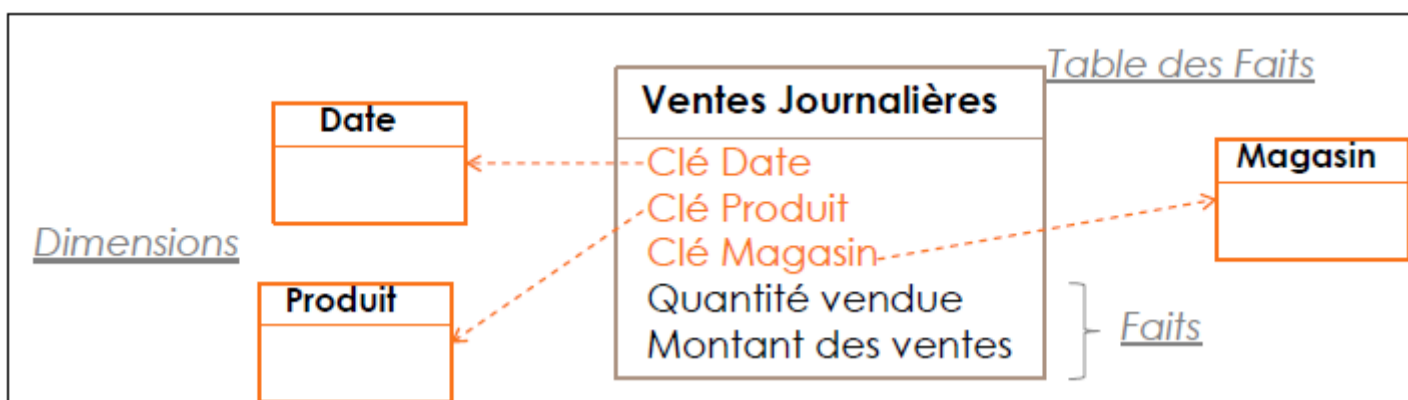 Table des Faits
Ventes Journalières
Date
Magasin
Clé Date
Clé Produit
Clé Magasin
Dimensions
Produit
Quantité vendue
Montant des ventes
Faits